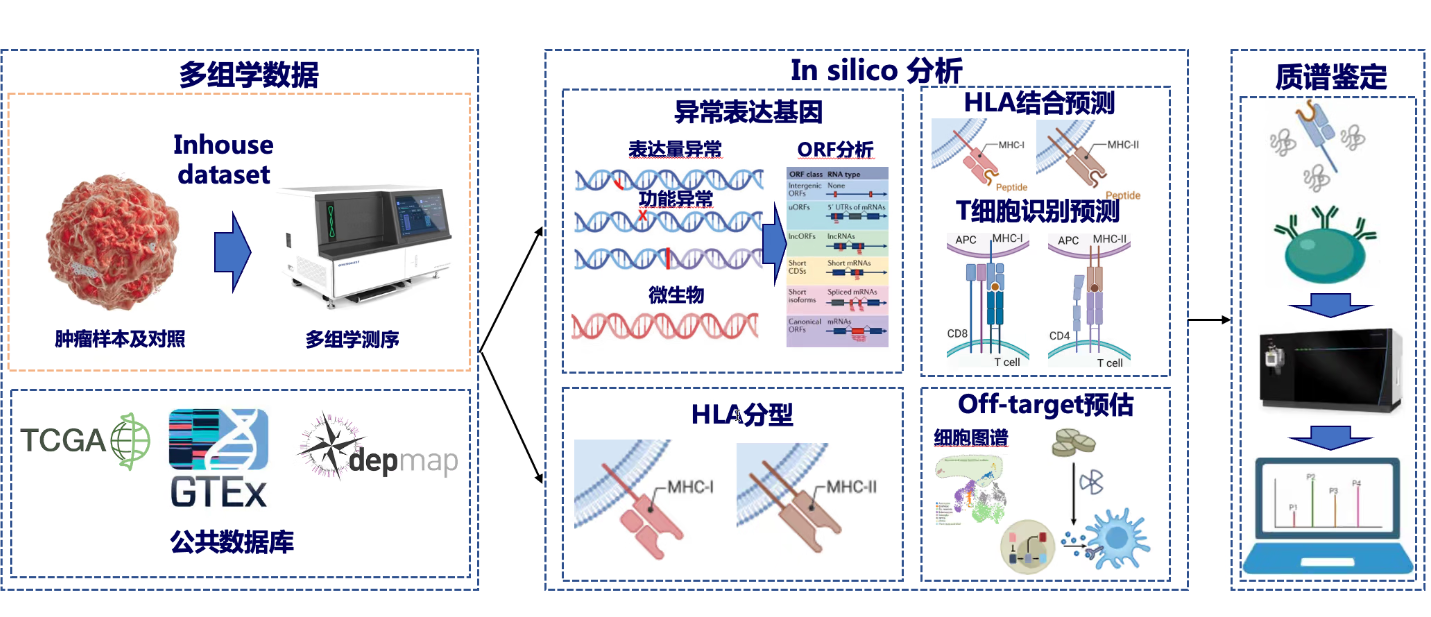 多组学数据
Inhouse
dataset
肿瘤样本及对照
多组学测序
TCGA
GTEx
depmap
公共数据库
In silico 分析
异常表达基因
表达量异常
功能异常
微生物
ORF分析
ORF class RNA type
Intergenic None
ORFs
uORFs 5' UTRs of mRNAs
lncORFs lncRNAs
Short Short mRNAs
CDSs
Short Spliced mRNAs
isoforms
Canonical mRNAs
ORFs
HLA结合预测
MHC-I
Peptide
MHC-II
Peptide
T细胞识别预测
APC MHC-I
CD8
T cell
APC MHC-II
CD4
T cell
HLA分型
MHC-I
MHC-II
Off-target预估
细胞图谱
质谱鉴定
P1
P2
P3
P4